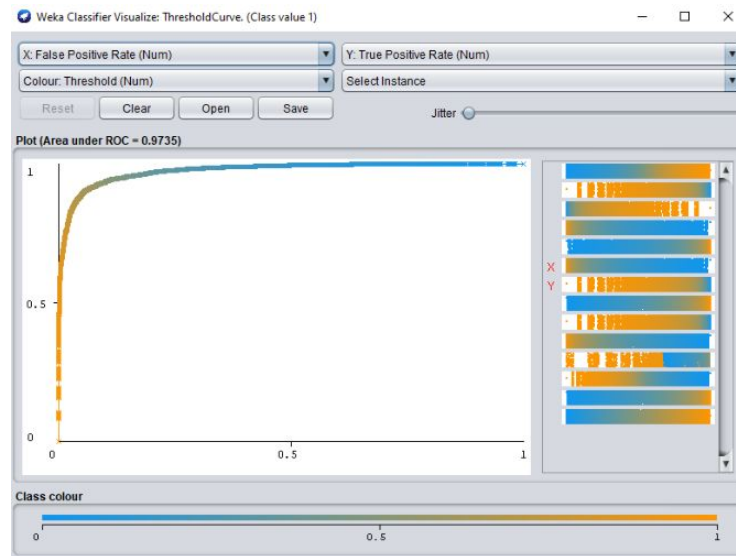 Weka Classifier Visualize: ThresholdCurve. (Class value 1)
X: False Positive Rate (Num) Y: True Positive Rate (Num)
Colour: Threshold (Num) Select Instance
Reset Clear Open Save Jitter
Plot (Area under ROC = 0.9735)
1
X
Y
0.5
0
0 0.5 1
Class colour
0 0.5 1